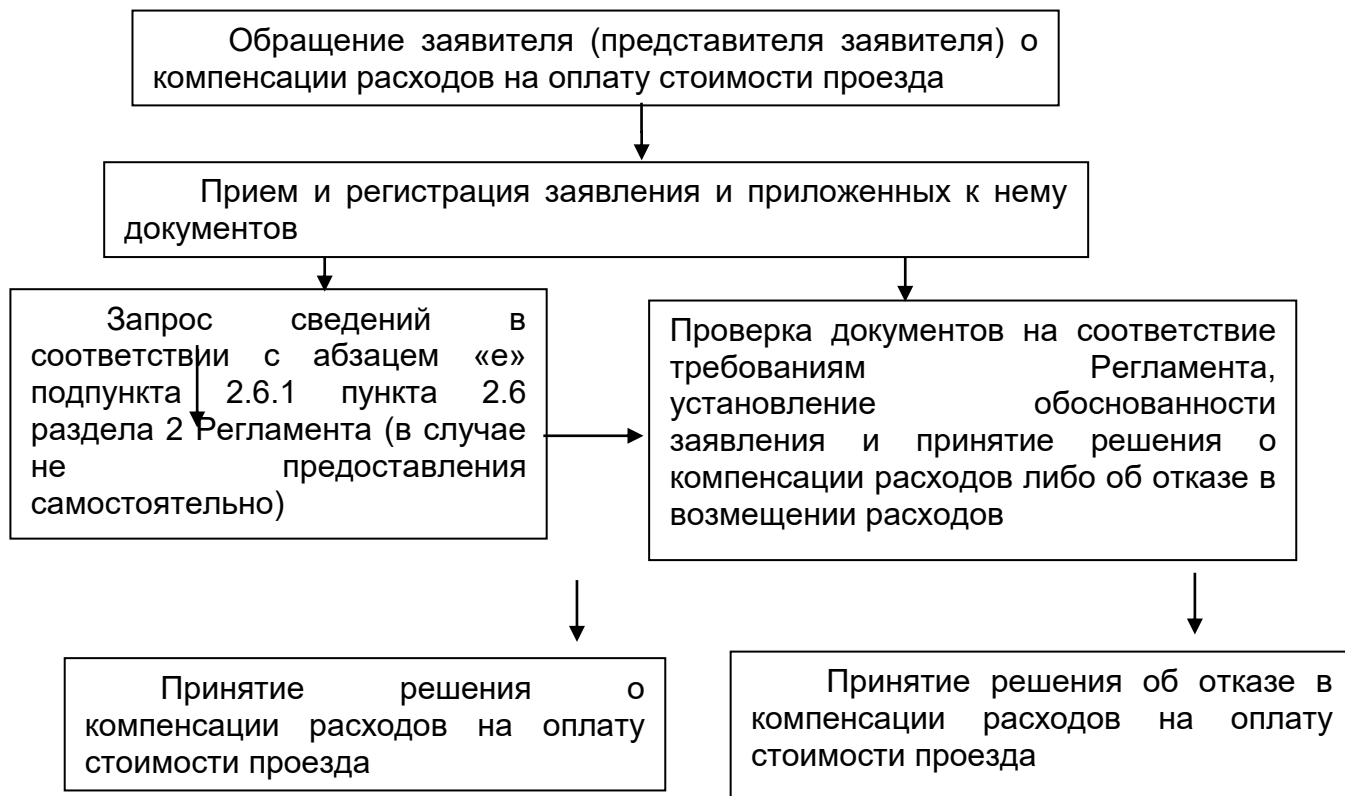 Обращение заявителя (представителя заявителя) о
компенсации расходов на оплату стоимости проезда
Прием и регистрация заявления и приложенных к нему
документов
Запрос сведений в
соответствии с абзацем «е»
подпункта 2.6.1 пункта 2.6
раздела 2 Регламента (в случае
не предоставления
самостоятельно)
Проверка документов на соответствие
требованиям Регламента,
установление обоснованности
заявления и принятие решения о
компенсации расходов либо об отказе в
возмещении расходов
Принятие решения о
компенсации расходов на оплату
стоимости проезда
Принятие решения об отказе в
компенсации расходов на оплату
стоимости проезда